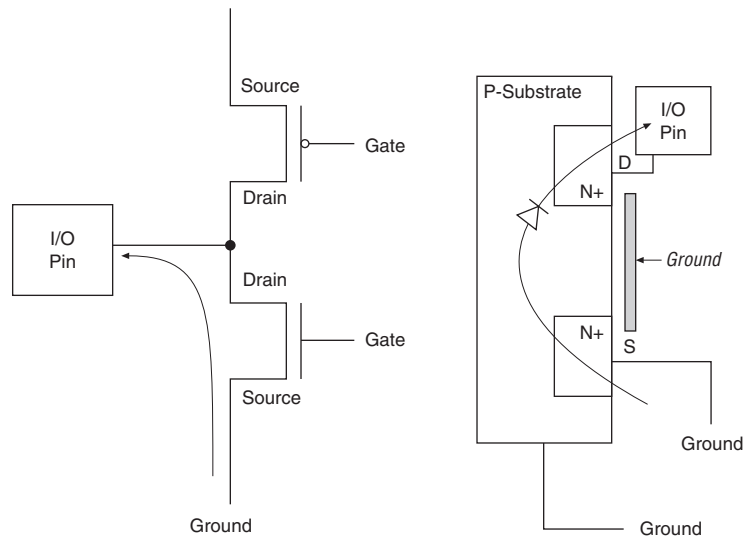 Source
Gate
Drain
I/O
Pin
Drain
Gate
Source
Ground
P-Substrate
I/O
Pin
D
N+
Ground
N+
S
Ground
Ground